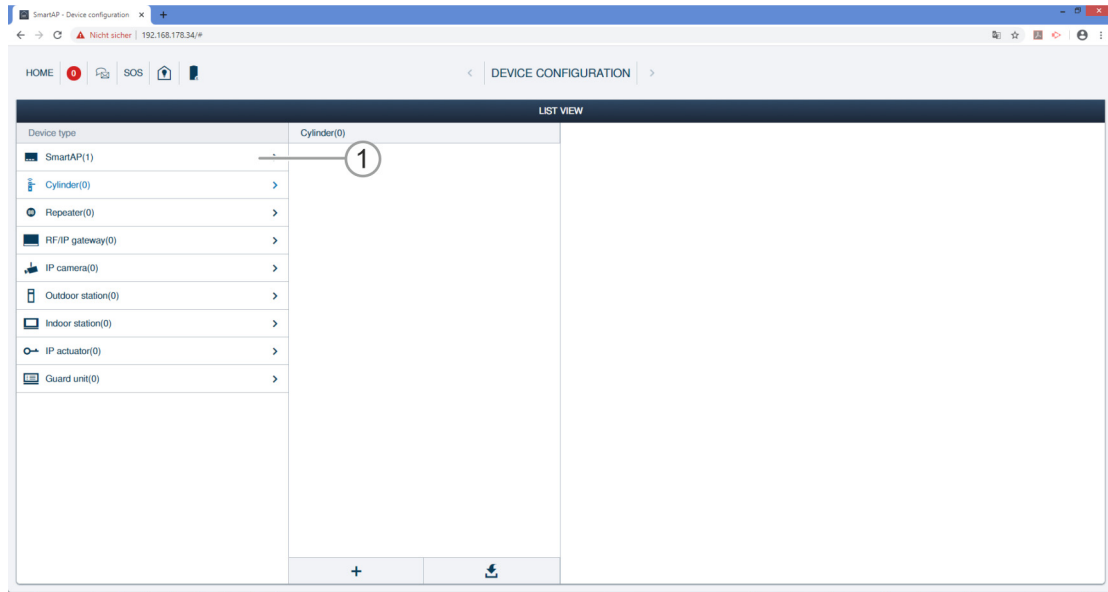 SmartAP - Device configuration
Nicht sicher | 192.168.178.34/#
HOME 0 SOS DEVICE CONFIGURATION
LIST VIEW
Device type Cylinder(0)
SmartAP(1) 1
Cylinder(0)
Repeater(0)
RF/IP gateway(0)
IP camera(0)
Outdoor station(0)
Indoor station(0)
IP actuator(0)
Guard unit(0)